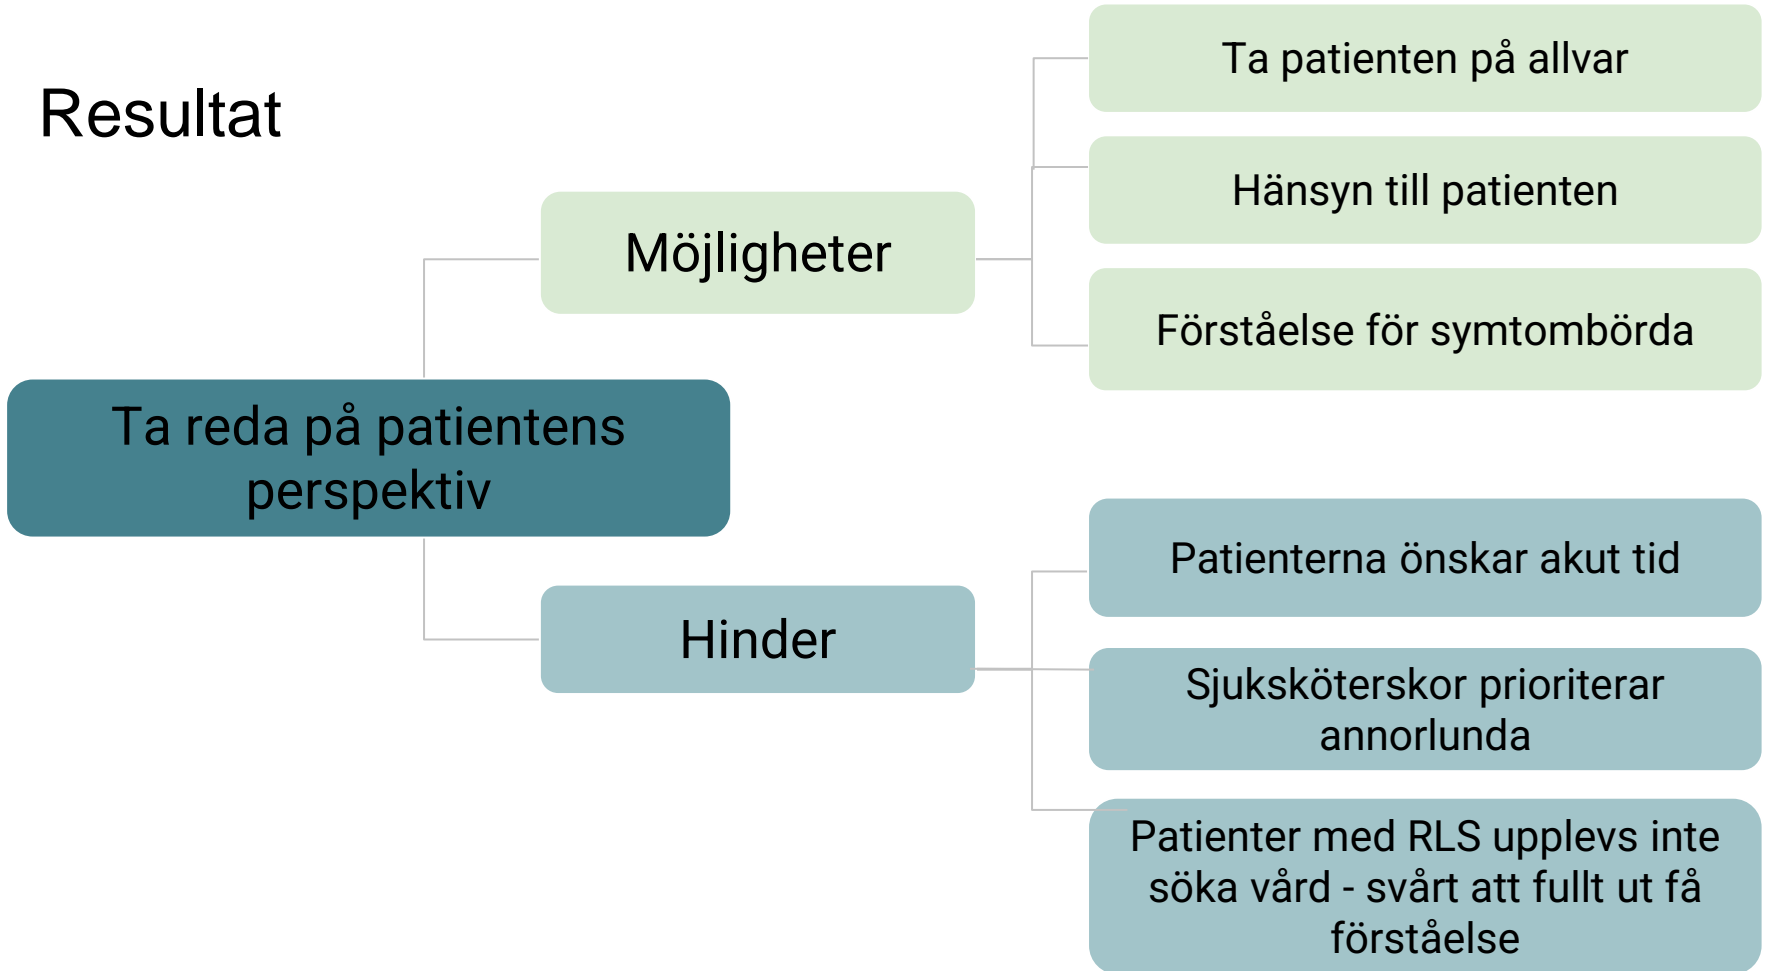 Resultat
Ta patienten på allvar
Hänsyn till patienten
Möjligheter
Förståelse för symtombörda
Ta reda på patientens
perspektiv
Patienterna önskar akut tid
Hinder
Sjuksköterskor prioriterar
annorlunda
Patienter med RLS upplevs inte
söka vård - svårt att fullt ut få
förståelse